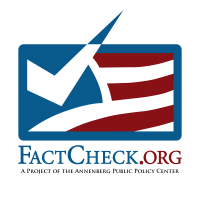 FactCheck.org
A Project of the Annenberg Public Policy Center